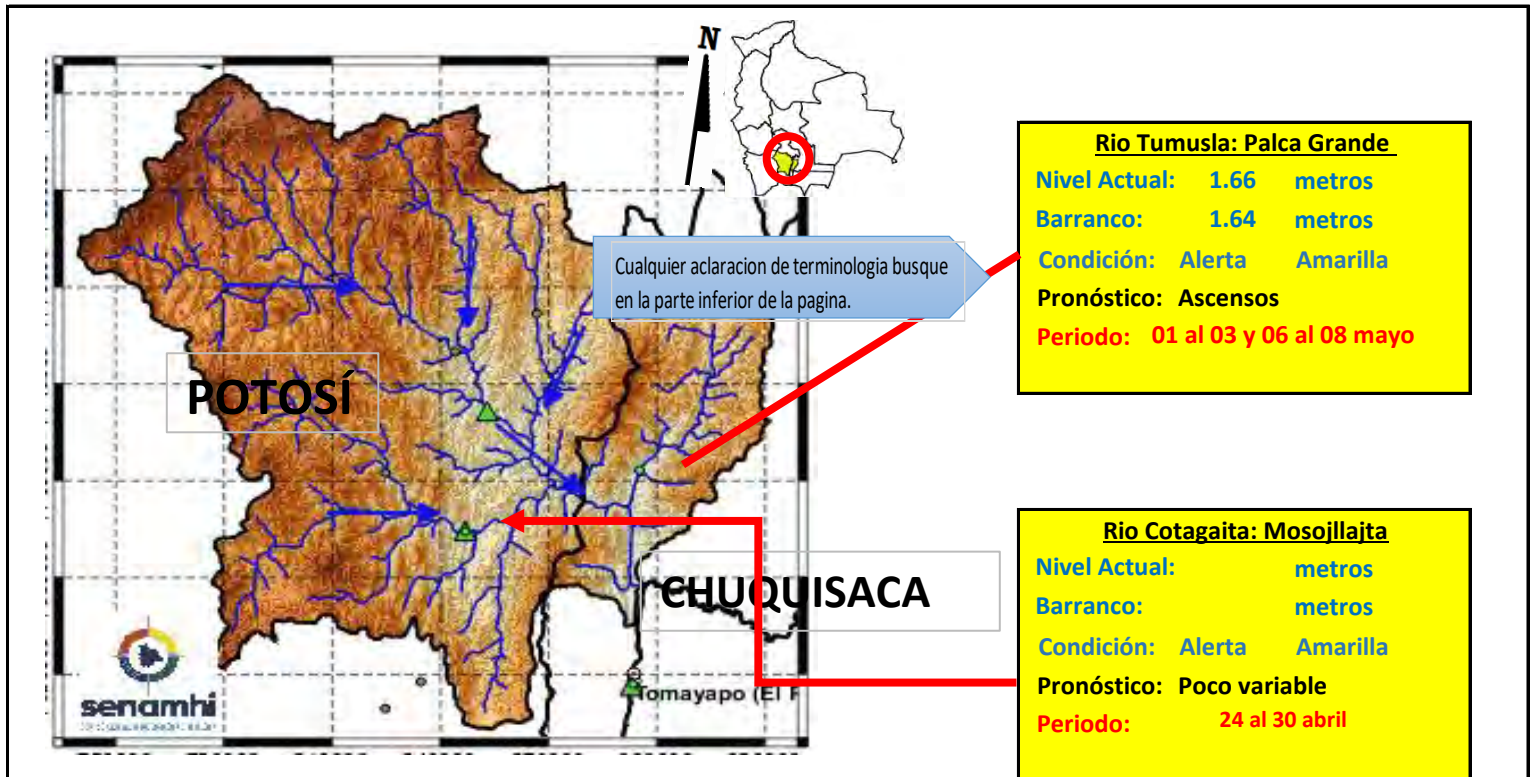 N
Cualquier aclaracion de terminologia busque
en la parte inferior de la pagina.
POTOSÍ
CHUQUISACA
Tomayapo (El
senamhi
Rio Tumusla: Palca Grande
Nivel Actual: 1.66 metros
Barranco: 1.64 metros
Condición: Alerta Amarilla
Pronóstico: Ascensos
Periodo: 01 al 03 y 06 al 08 mayo
Rio Cotagaita: Mosojllajta
Nivel Actual: metros
Barranco: metros
Condición: Alerta Amarilla
Pronóstico: Poco variable
Periodo: 24 al 30 abril